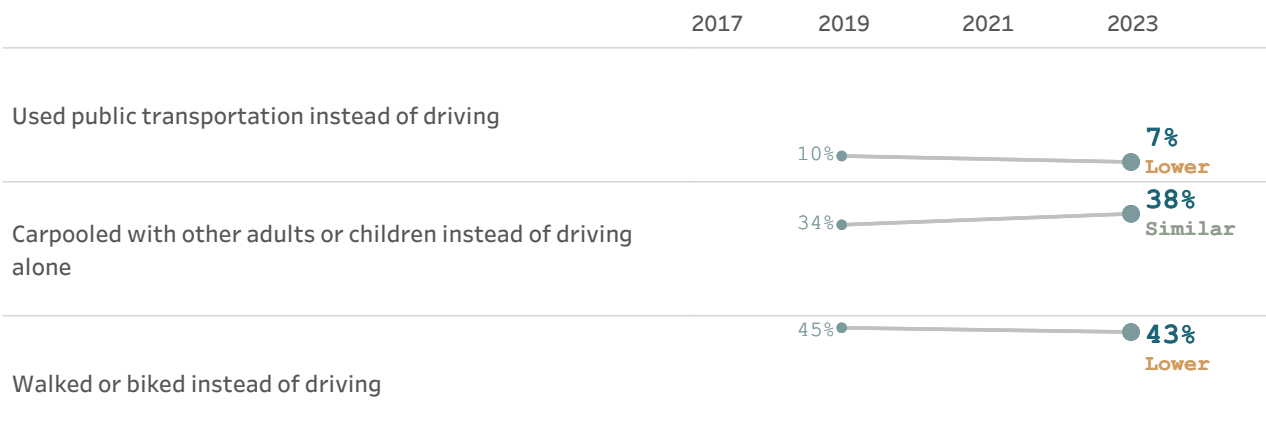 2017 2019 2021 2023
Used public transportation instead of driving
10%
7%
Lower
Carpooled with other adults or children instead of driving
alone
34%
38%
Similar
Walked or biked instead of driving
45%
43%
Lower